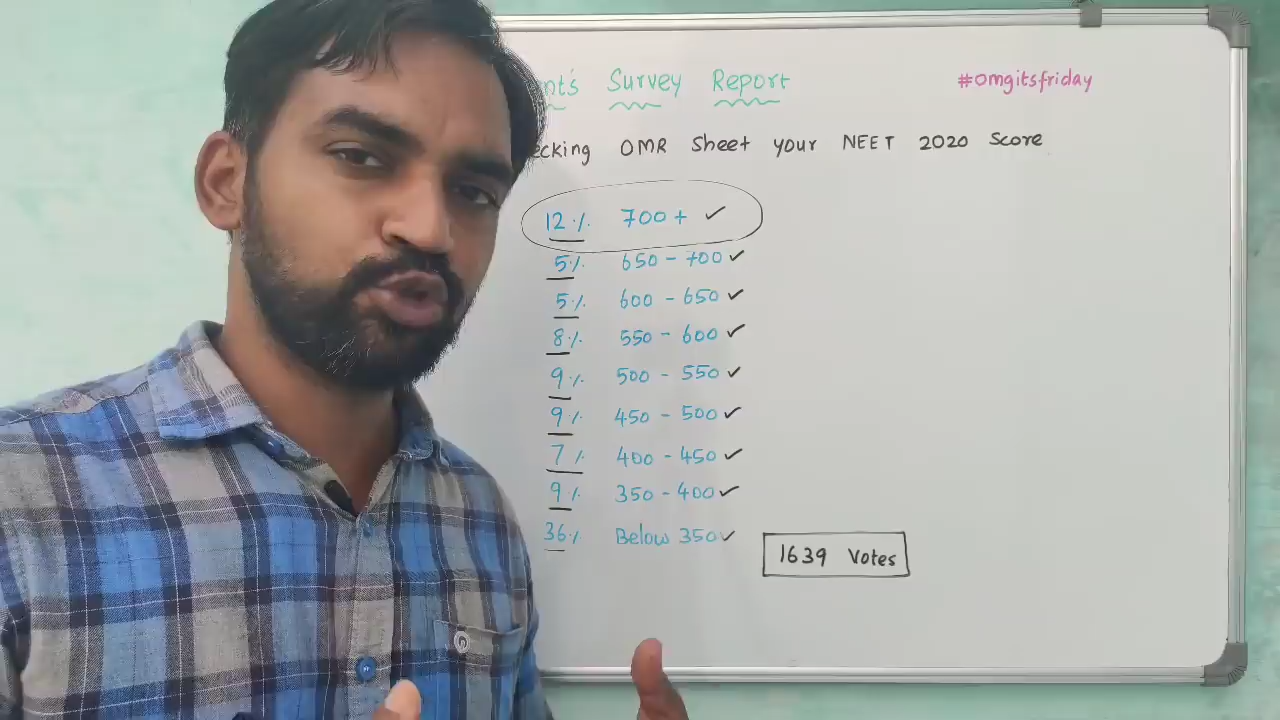 Survey Report
#omgitsfriday
OMR Sheet your NEET 2020 Score
12% 700+ ✓
5% 650 - 700 ✓
5% 600 - 650 ✓
8% 550 - 600 ✓
9% 500 - 550 ✓
9% 450 - 500 ✓
7% 400 - 450 ✓
9% 350 - 400 ✓
36% Below 350 ✓
1639 Votes